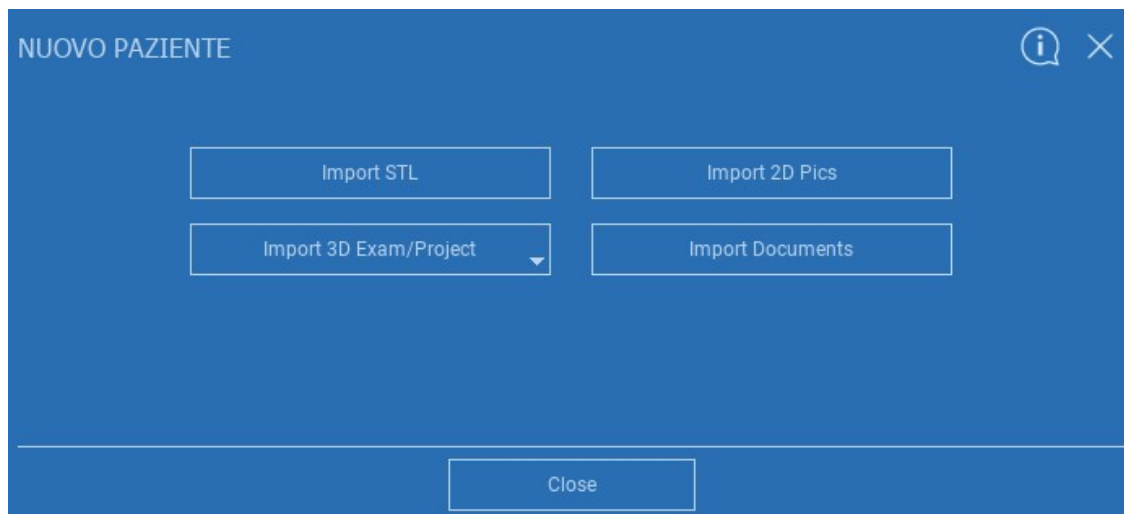 NUOVO PAZIENTE
Import STL
Import 2D Pics
Import 3D Exam/Project
Import Documents
Close